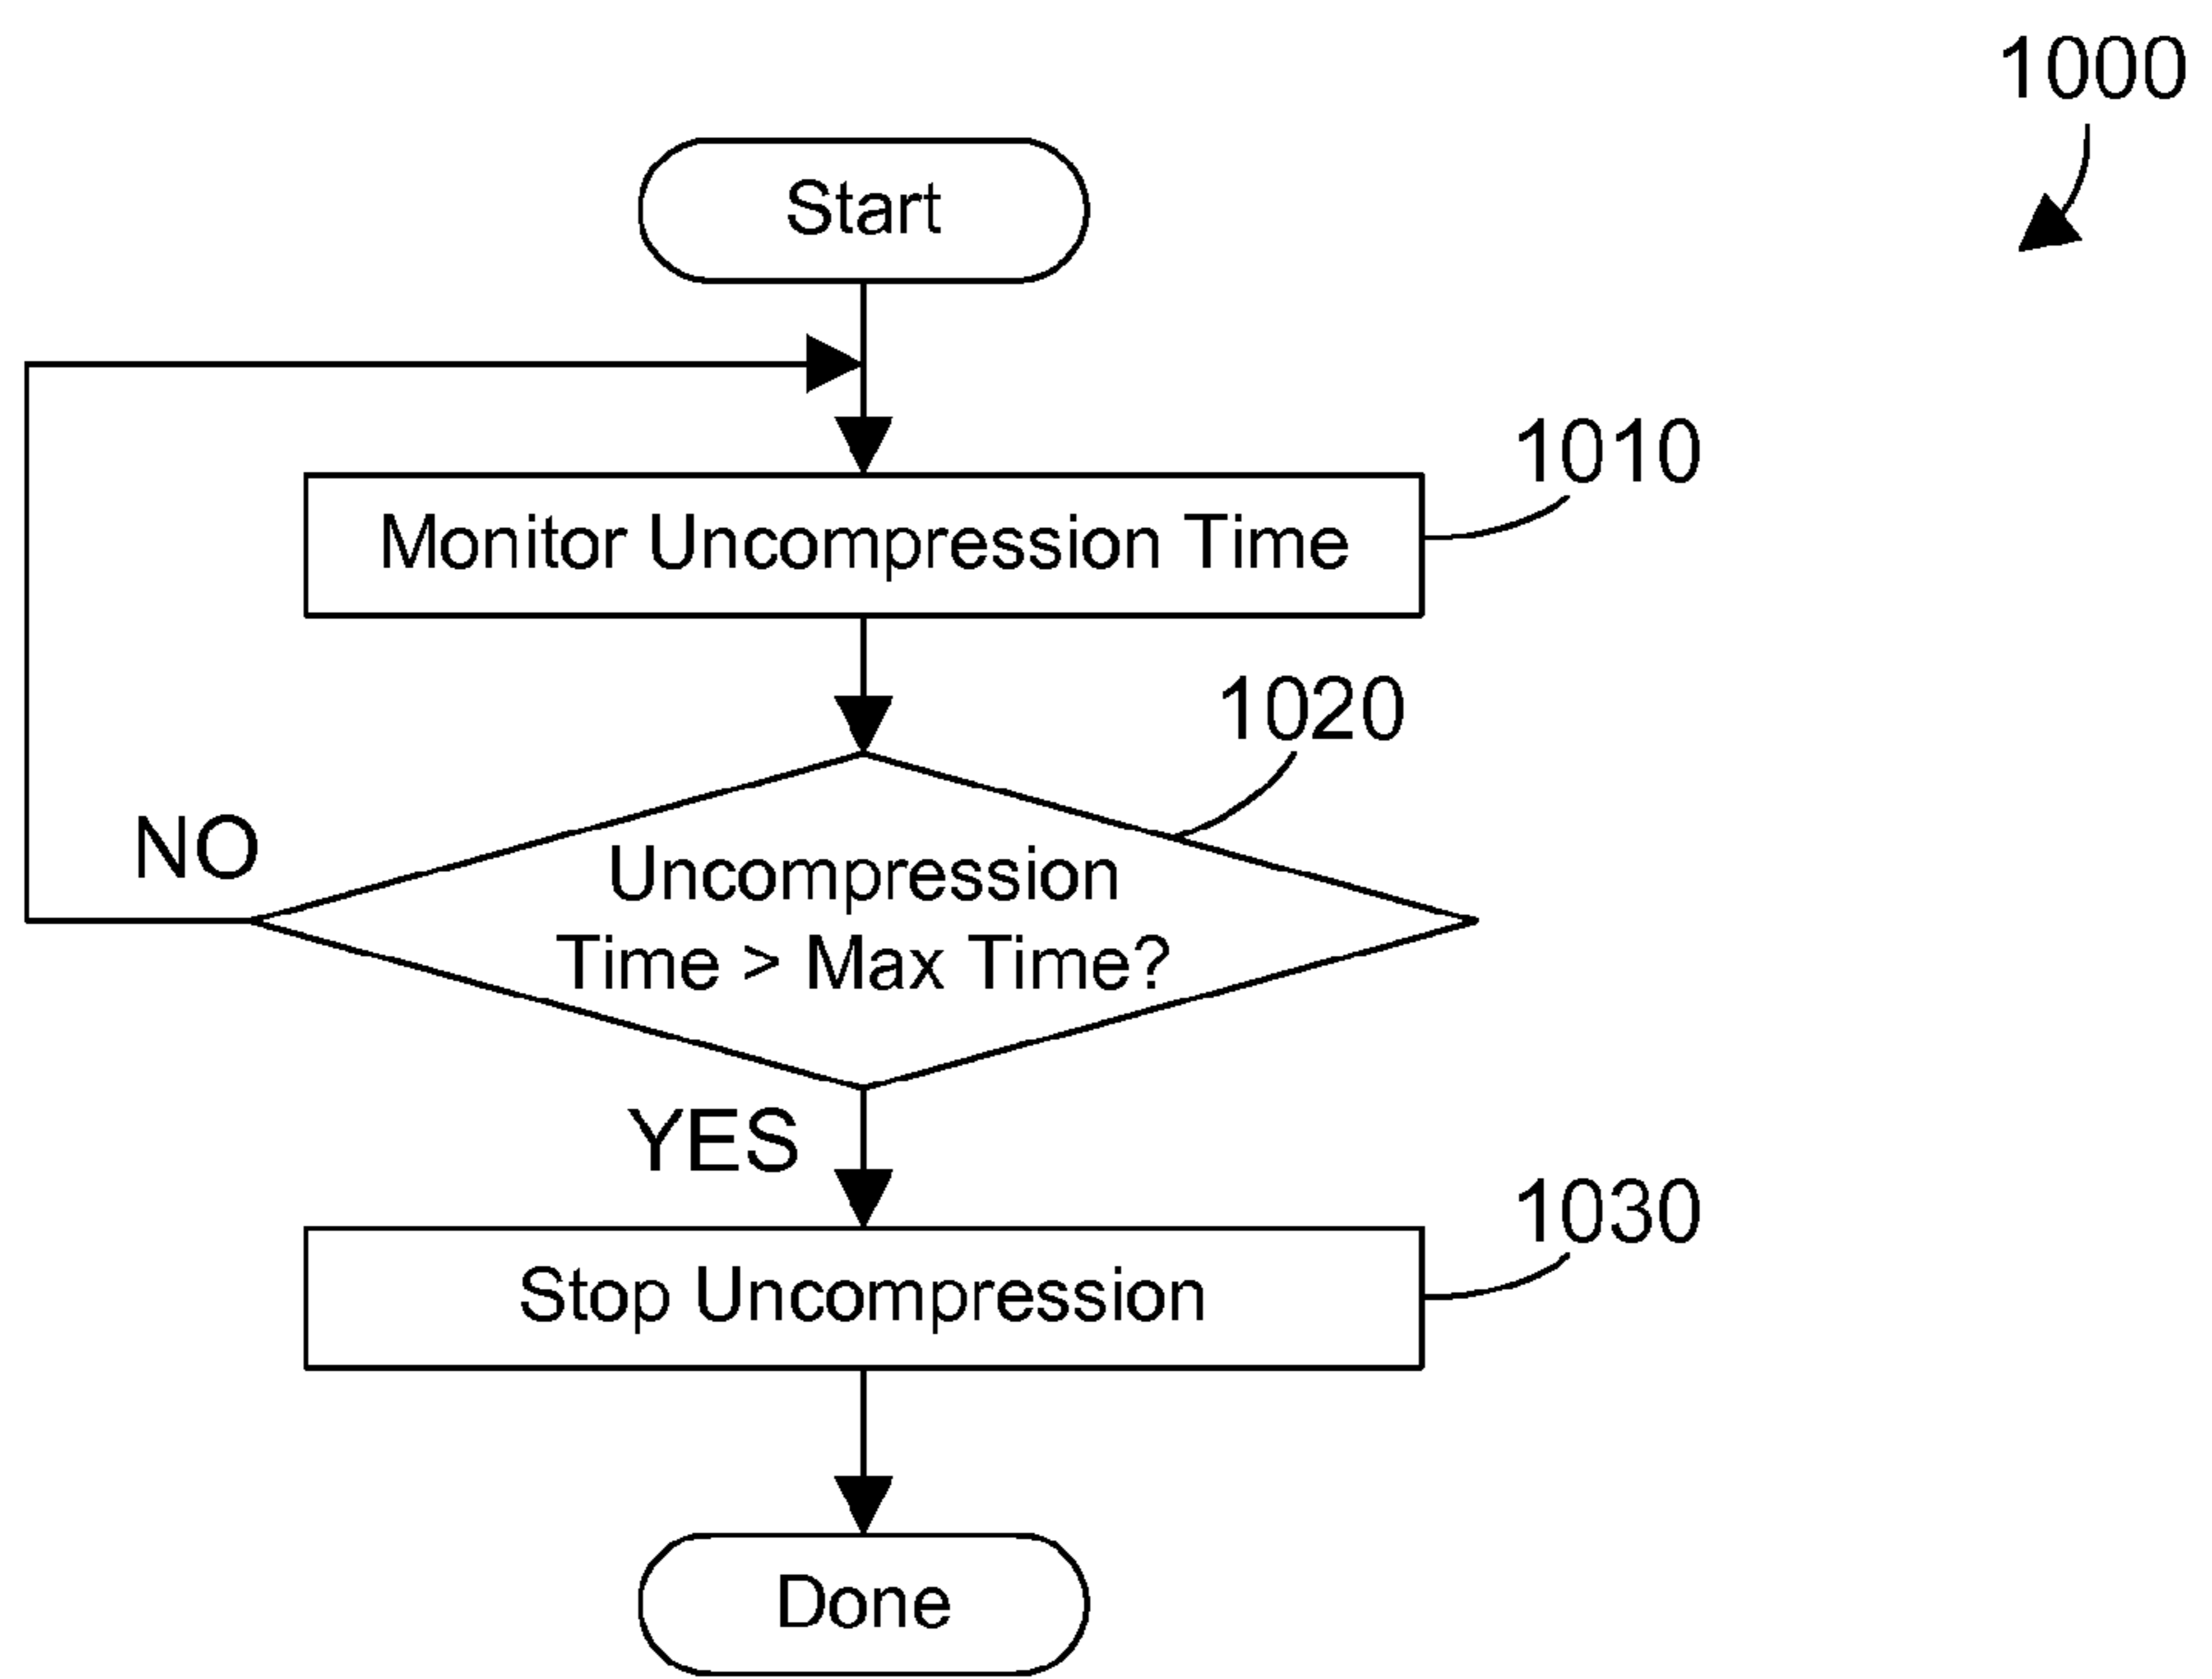 1000
Start
Monitor Uncompression Time
1010
1020
NO
Uncompression
Time > Max Time?
YES
1030
Stop Uncompression
Done